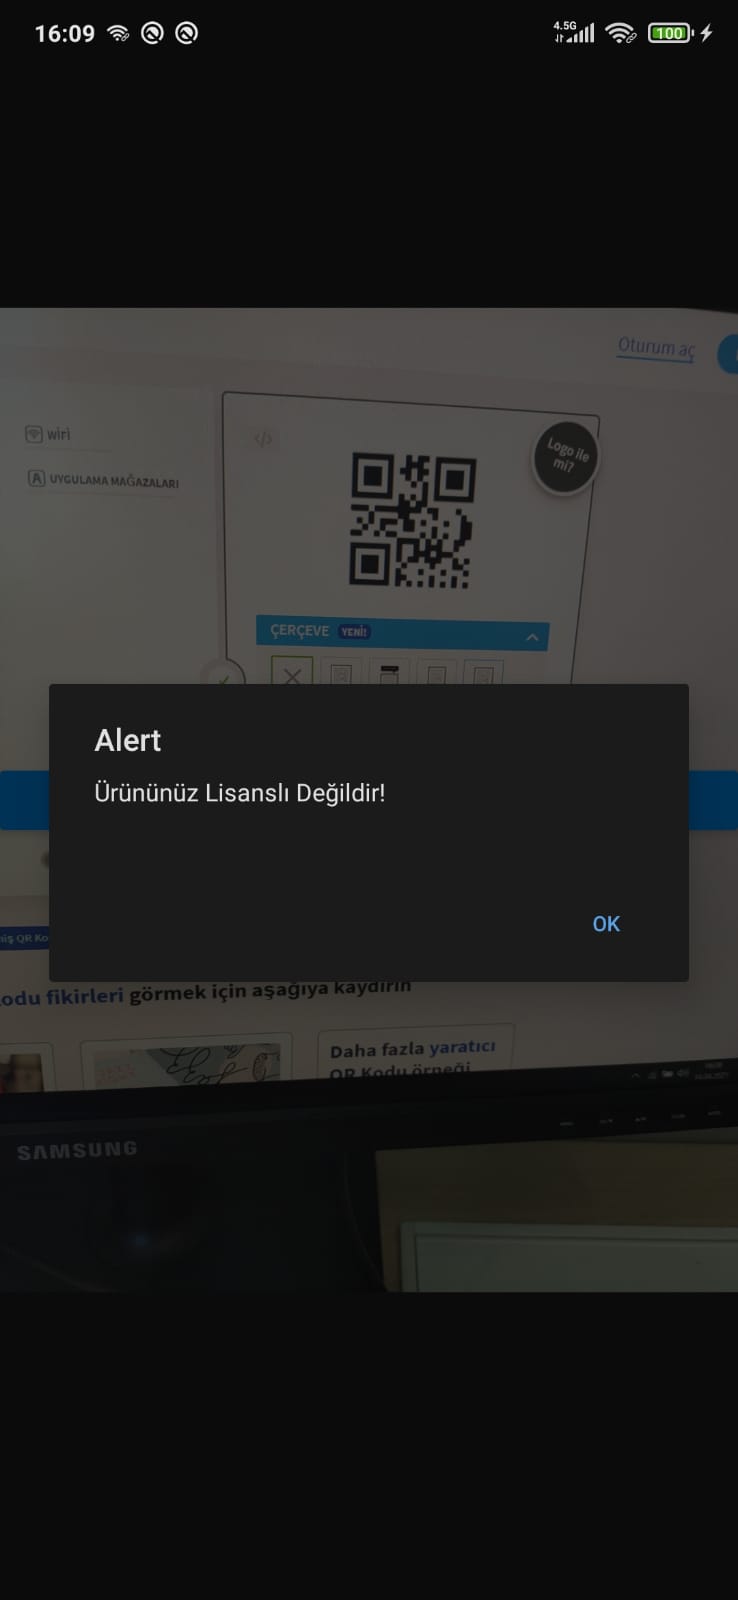 16:09
4.5G
100
Oturum aç
wiri
UYGULAMA MAĞAZALARI
</>
Logo ile
mi?
ÇERÇEVE YENİ!
Alert
Ürününüz Lisanslı Değildir!
OK
iş QR Ko
odu fikirleri görmek için aşağıya kaydırın
Daha fazla yaratıcı
QR Kodu örneği
SAMSUNG